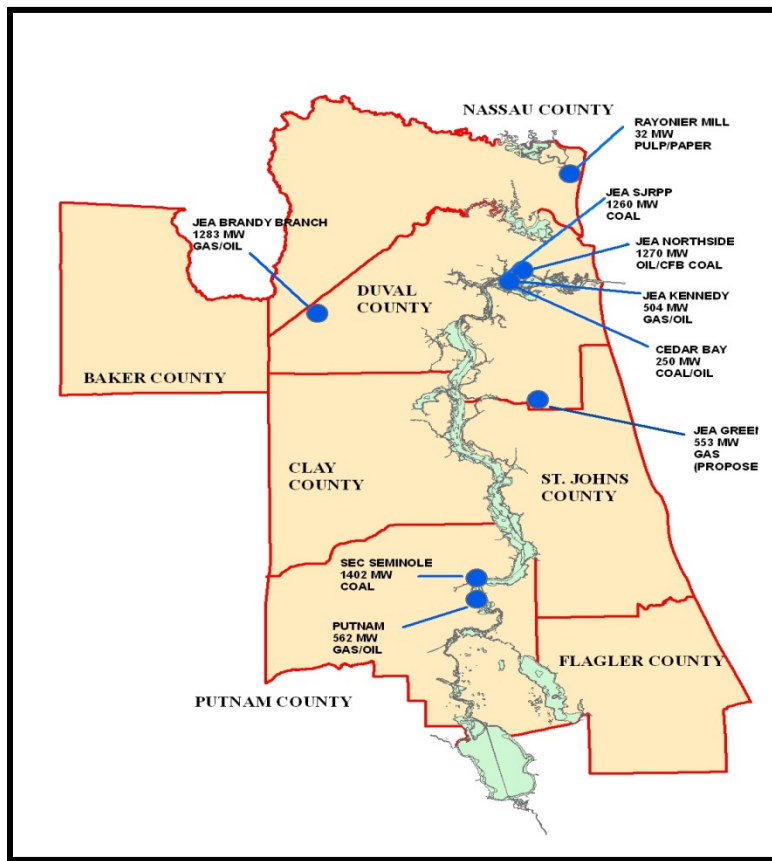 NASSAU COUNTY
RAYONIER MILL
32 MW
PULP/PAPER
JEA SJRPP
1260 MW
COAL
JEA BRANDY BRANCH
1283 MW
GAS/OIL
JEA NORTHSIDE
1270 MW
OIL/CFB COAL
DUVAL
COUNTY
JEA KENNEDY
504 MW
GAS/OIL
CEDAR BAY
250 MW
COAL/OIL
BAKER COUNTY
JEA GREEN
553 MW
GAS
(PROPOSE
CLAY
COUNTY
ST. JOHNS
COUNTY
SEC SEMINOLE
1402 MW
COAL
PUTNAM
562 MW
GAS/OIL
FLAGLER COUNTY
PUTNAM COUNTY